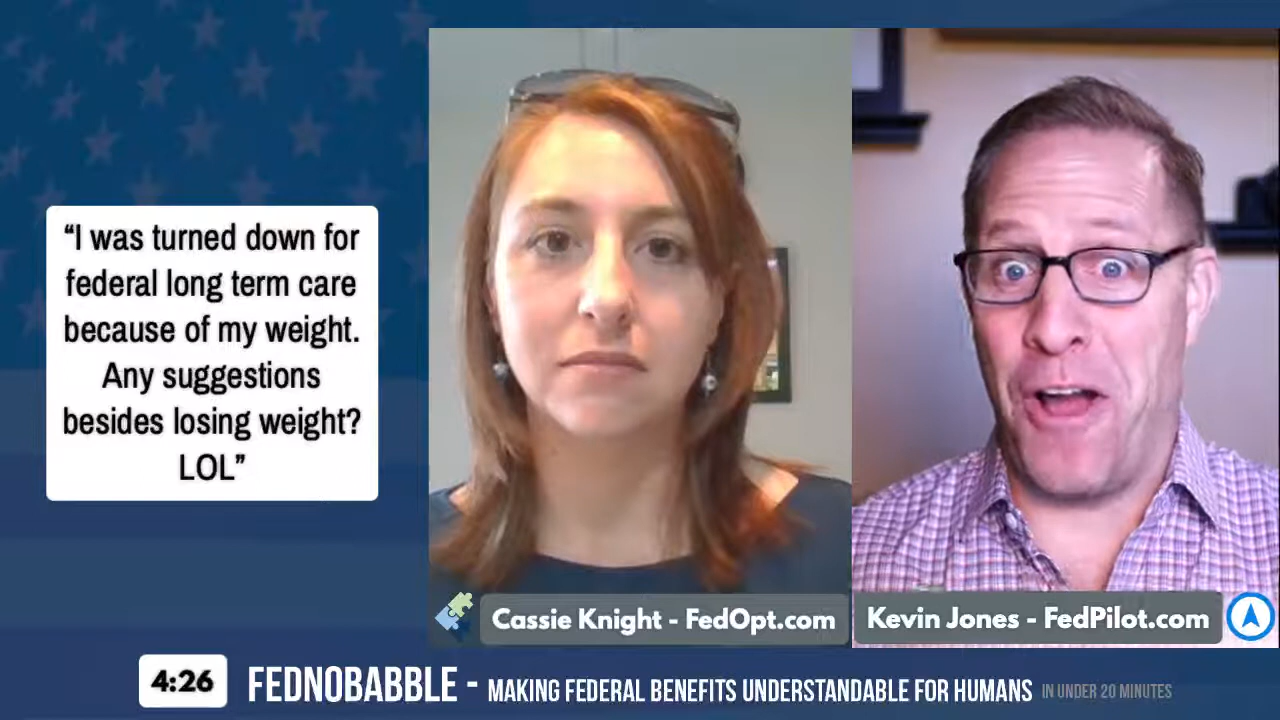 “I was turned down for
federal long term care
because of my weight.
Any suggestions
besides losing weight?
LOL”
Cassie Knight - FedOpt.com
Kevin Jones - FedPilot.com
4:26
FEDNOBABBLE - MAKING FEDERAL BENEFITS UNDERSTANDABLE FOR HUMANS IN UNDER 20 MINUTES